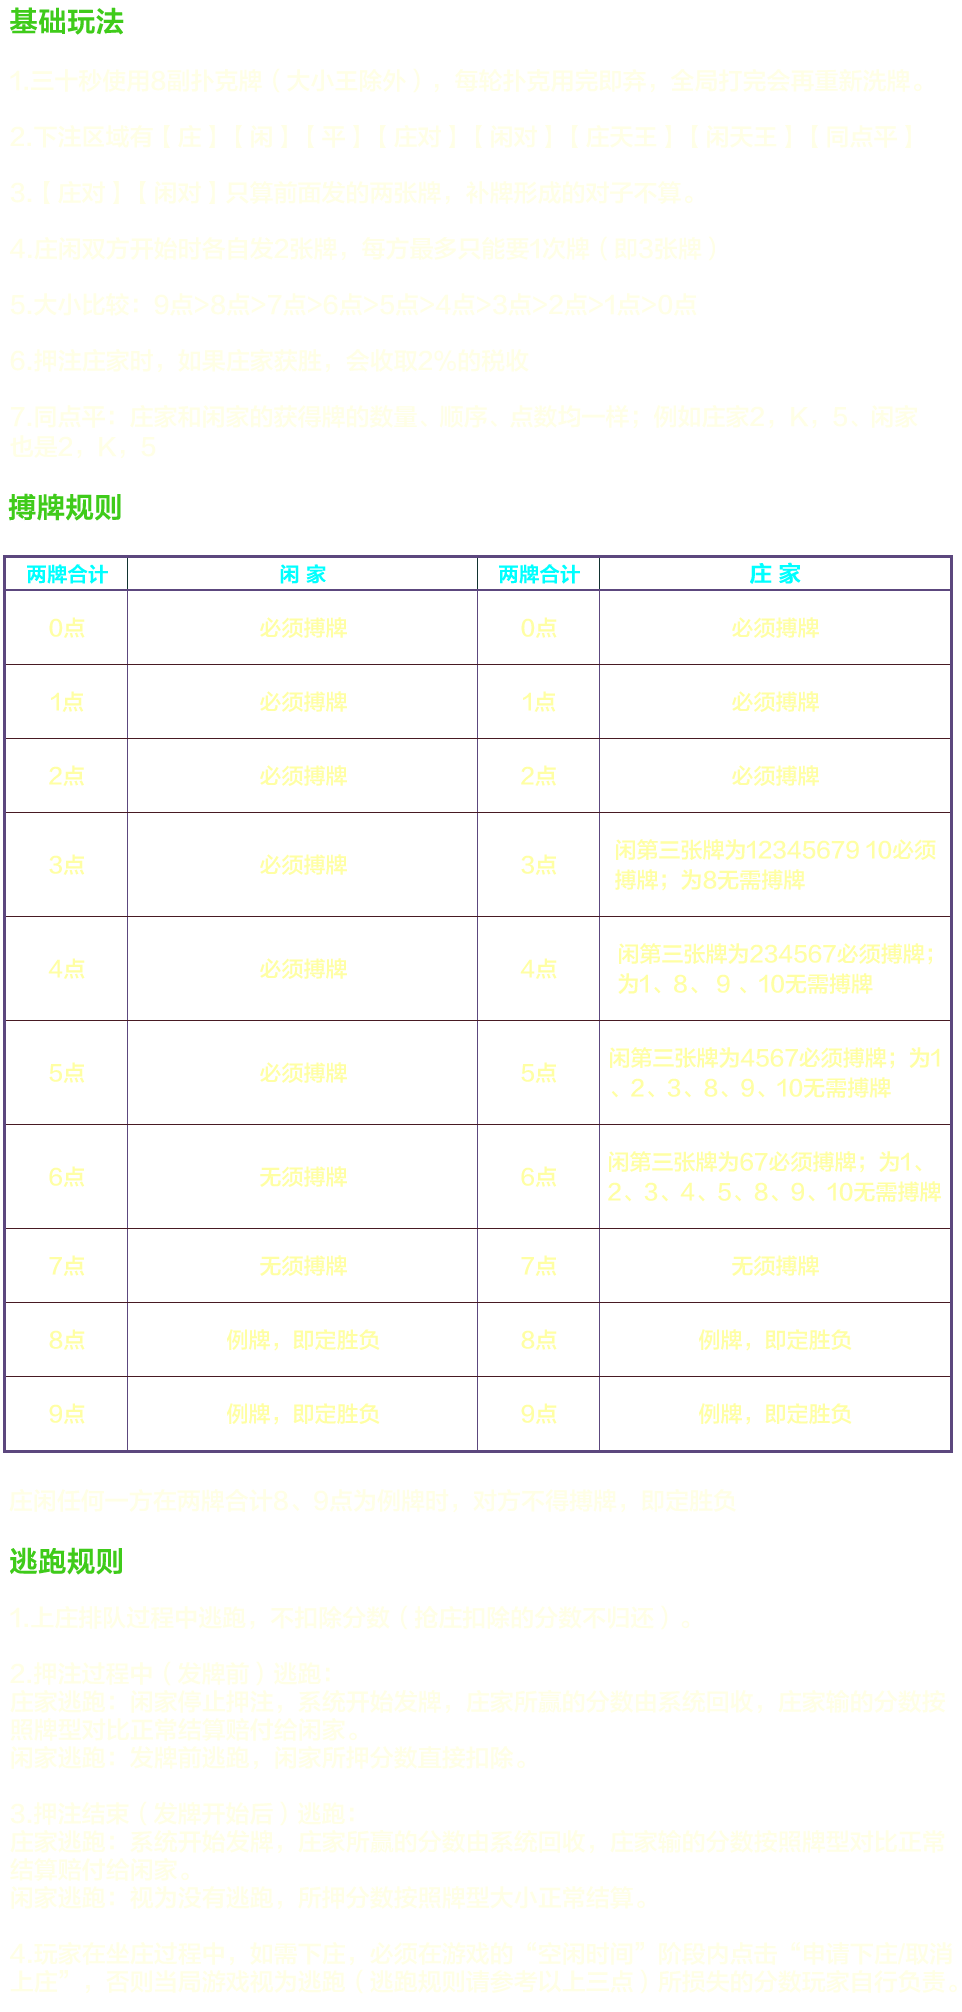 基础玩法
1.三十秒使用8副扑克牌（大小王除外）。每轮扑克用完即弃，全局打完会再重新洗牌。
2.下注区域有【庄】【闲】【平】【庄对】【闲对】【庄天王】【闲天王】【同点平】
3.【庄对】【闲对】只算前面发的两张牌，补牌形成的对子不算。
4.庄闲双方开始时各自发2张牌，每方最多只能要1次牌（即3张牌）
5.大小比较：9点>8点>7点>6点>5点>4点>3点>2点>1点>0点
6.押注庄家时，如果庄家获胜，会收取2%的税收
7.同点平：庄家和闲家的获得牌的数量、顺序、点数均一样；例如庄家2，K，5，闲家
也是2，K，5
搏牌规则
两牌合计 闲 家 两牌合计 庄 家
0点 必须搏牌 0点 必须搏牌
1点 必须搏牌 1点 必须搏牌
2点 必须搏牌 2点 必须搏牌
3点 必须搏牌 3点 闲第三张牌为12345679 10必须
搏牌；为8无需搏牌
4点 必须搏牌 4点 闲第三张牌为234567必须搏牌；
为1、8、 9 、10无需搏牌
5点 必须搏牌 5点 闲第三张牌为4567必须搏牌；为1
、2、3、8、9、10无需搏牌
6点 无须搏牌 6点 闲第三张牌为67必须搏牌；为1、
2、3、4、5、8、9、10无需搏牌
7点 无须搏牌 7点 无须搏牌
8点 例牌，即定胜负 8点 例牌，即定胜负
9点 例牌，即定胜负 9点 例牌，即定胜负
庄闲任何一方在两牌合计8、9点为例牌时，对方不得搏牌，即定胜负
逃跑规则
1.上庄排队过程中逃跑，不扣除分数（抢庄扣除的分数不归还）。
2.押注过程中（发牌前）逃跑：
庄家逃跑：闲家停止押注，系统开始发牌，庄家所赢的分数由系统回收，庄家输的分数按
照牌型对比正常结算赔付给闲家。
闲家逃跑：发牌前逃跑，闲家所押分数直接扣除。
3.押注结束（发牌开始后）逃跑：
庄家逃跑：系统开始发牌，庄家所赢的分数由系统回收，庄家输的分数按照牌型对比正常
结算赔付给闲家。
闲家逃跑：视为没有逃跑，所押分数按照牌型大小正常结算。
4.玩家在坐庄过程中，如需下庄，必须在游戏的“空闲时间”阶段内点击“申请下庄/取消
上庄”，否则当局游戏视为逃跑（逃跑规则请参考以上三点）所损失的分数玩家自行负责。